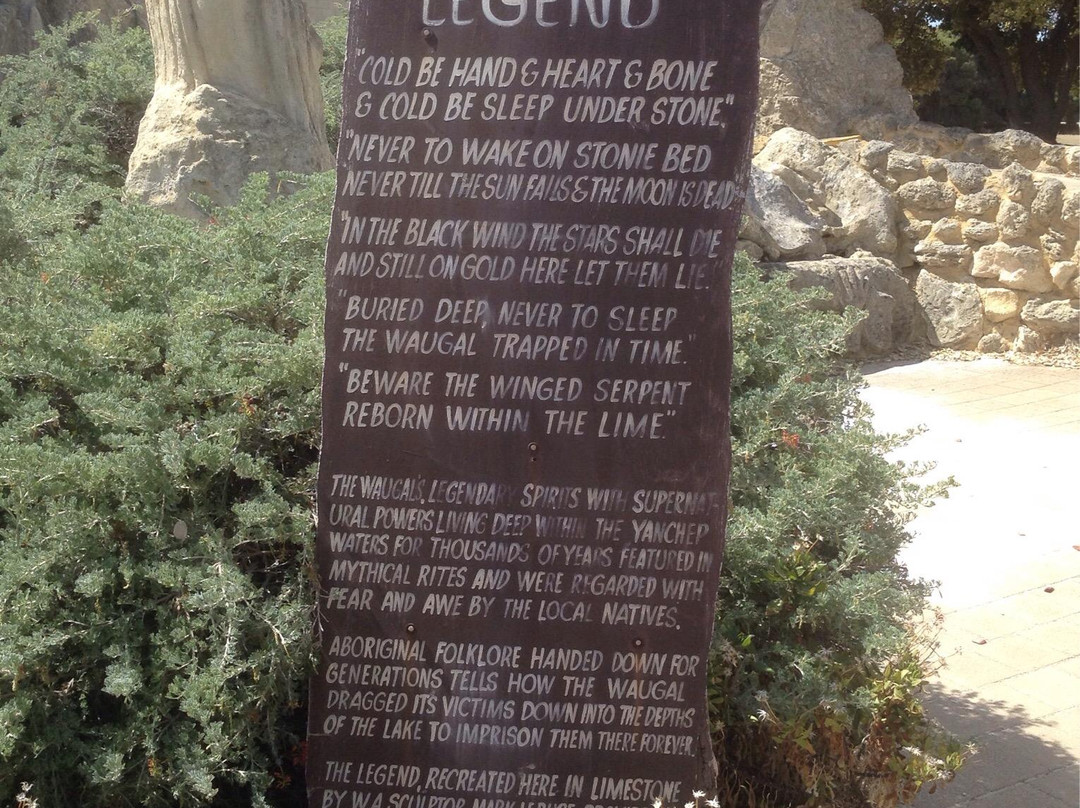 LEGEND
"COLD BE HAND & HEART & BONE
& COLD BE SLEEP UNDER STONE."
"NEVER TO WAKE ON STONIE BED
NEVER TILL THE SUN FAILS & THE MOON IS DEAD
"IN THE BLACK WIND THE STARS SHALL DIE
AND STILL ON GOLD HERE LET THEM LIE."
"BURIED DEEP, NEVER TO SLEEP
THE WAUGAL TRAPPED IN TIME."
"BEWARE THE WINGED SERPENT
REBORN WITHIN THE LIME."
THE WAUGALS, LEGENDARY SPIRITS WITH SUPERNAT
URAL POWERS LIVING DEEP WITHIN THE YANCHEP
WATERS FOR THOUSANDS OF YEARS FEATURED IN
MYTHICAL RITES AND WERE REGARDED WITH
FEAR AND AWE BY THE LOCAL NATIVES.
ABORIGINAL FOLKLORE HANDED DOWN FOR
GENERATIONS TELLS HOW THE WAUGAL
DRAGGED ITS VICTIMS DOWN INTO THE DEPTHS
OF THE LAKE TO IMPRISON THEM THERE FOREVER.
THE LEGEND, RECREATED HERE IN LIMESTONE
BY W.A. SCULPTOR MARK